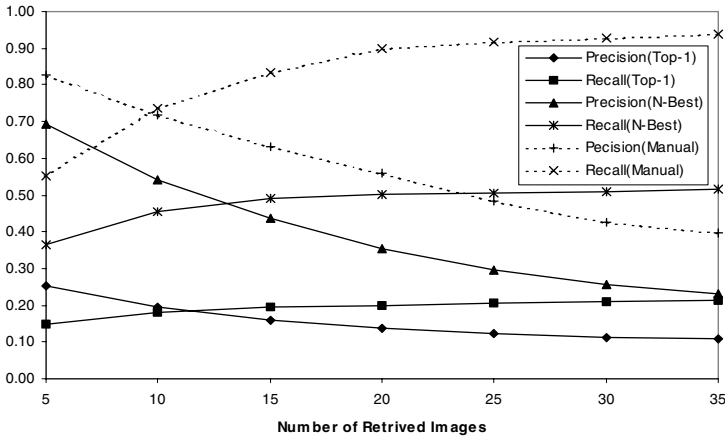 1.00
0.90
0.80
0.70
0.60
0.50
0.40
0.30
0.20
0.10
0.00
Precision(Top-1)
Recall(Top-1)
Precision(N-Best)
Recall(N-Best)
Pecision(Manual)
Recall(Manual)
5 10 15 20 25 30 35
Number of Retrived Images